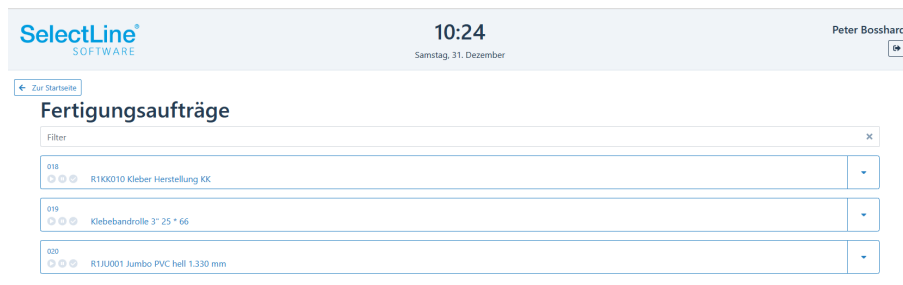 SelectLine®
SOFTWARE
10:24
Samstag, 31. Dezember
Peter Bosshard
Zur Startseite
Fertigungsaufträge
Filter
018
R1KK010 Kleber Herstellung KK
019
Klebebandrolle 3" 25 * 66
020
R1JU001 Jumbo PVC hell 1.330 mm